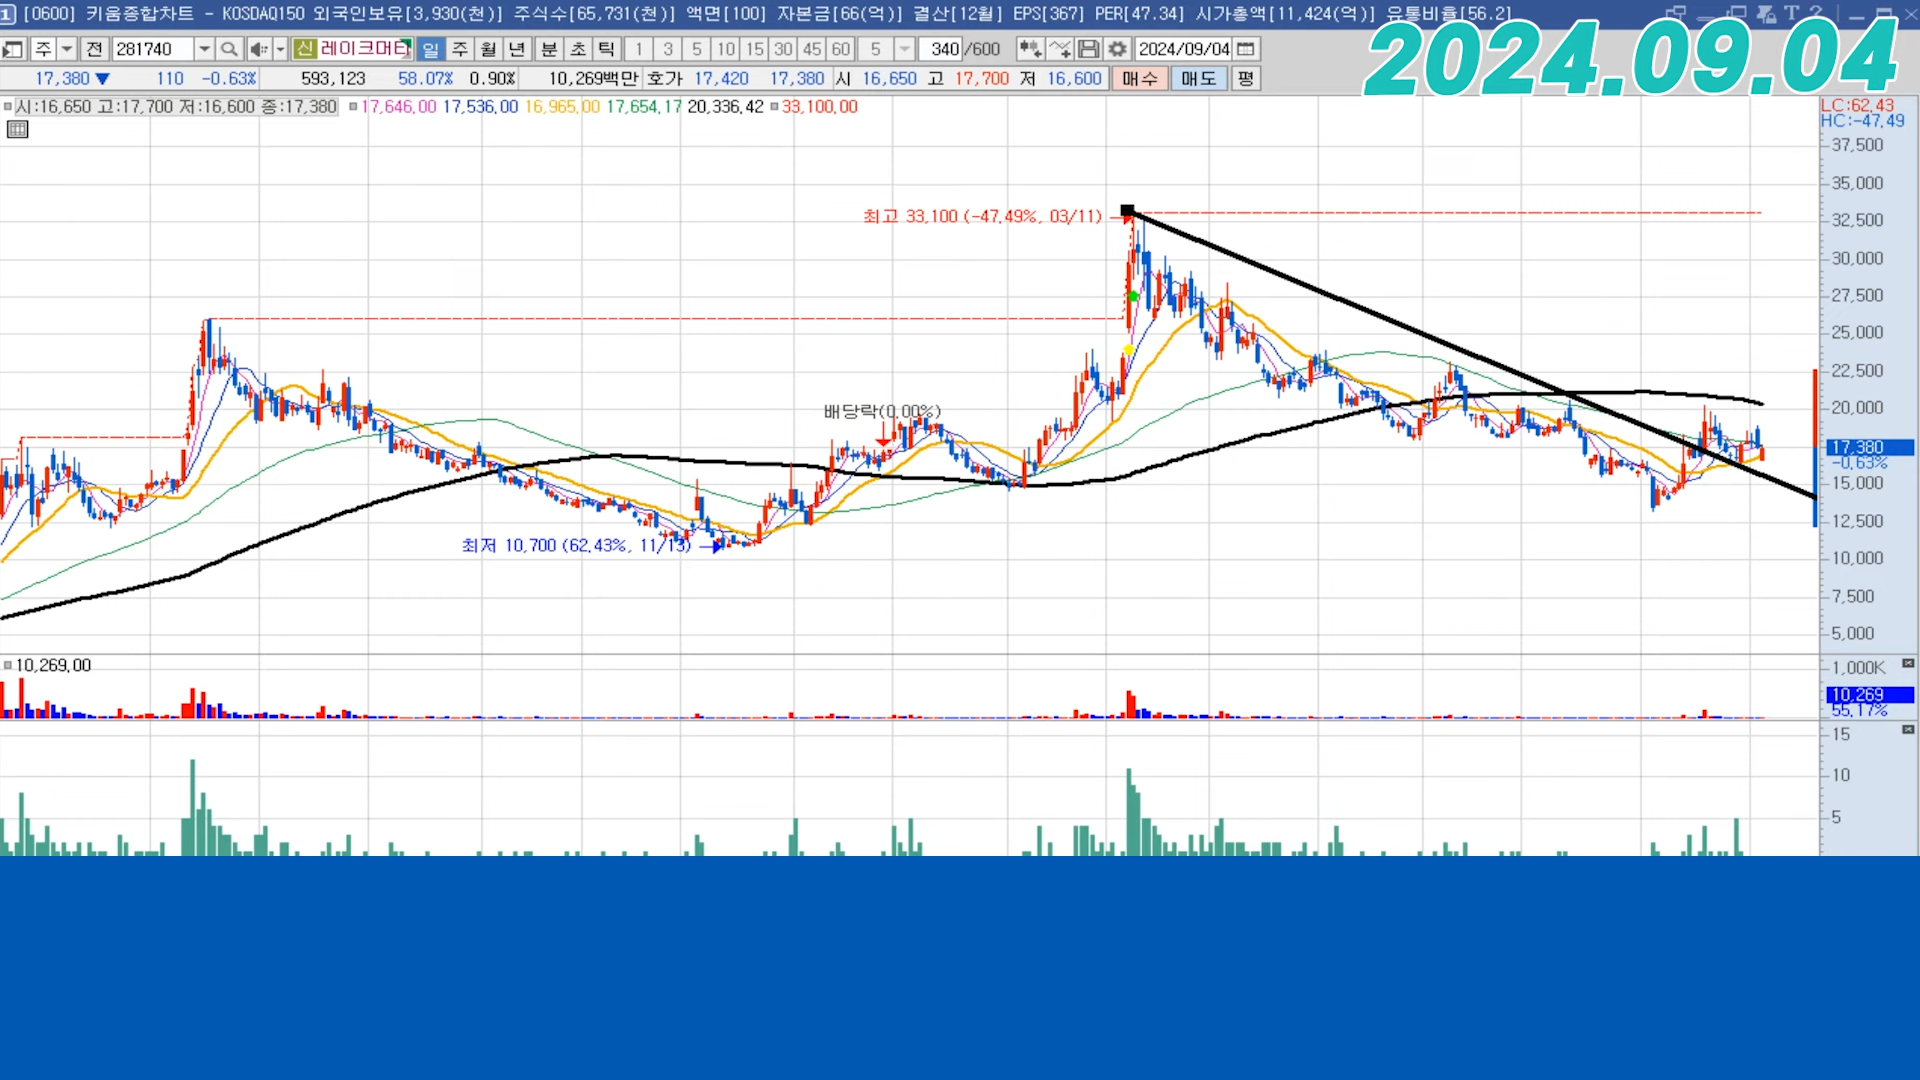 [0600] 키움종합차트 - KOSDAQ150 외국인보유[3,930(천)] 주식수[65,731(천)] 액면[100] 자본금[66(억)] 결산[12월] EPS[367] PER[47.34] 시가총액[11,424(억)] 유통비율[56.2]
2024.09.04
주 전 281740 신 레이크머티 일 주 월 년 분 초 틱 1 3 5 10 15 30 45 60 5 340 /600 2024/09/04
17,380 ▼ 110 -0.63% 593,123 58.07% 0.90% 10,269백만 호가 17,420 17,380 시 16,650 고 17,700 저 16,600 매수 매도 평
시:16,650 고:17,700 저:16,600 종:17,380 17,646.00 17,536.00 16,965.00 17,654.17 20,336.42 33,100.00
LC:62.43
HC:-47.49
37,500
35,000
최고 33,100 (-47.49%, 03/11)
32,500
30,000
27,500
25,000
22,500
배당락(0.00%)
20,000
17,380
-0.63%
15,000
12,500
최저 10,700 (62.43%, 11/13)
10,000
7,500
5,000
10,269.00
1,000K
10,269
55.17%
15
10
5